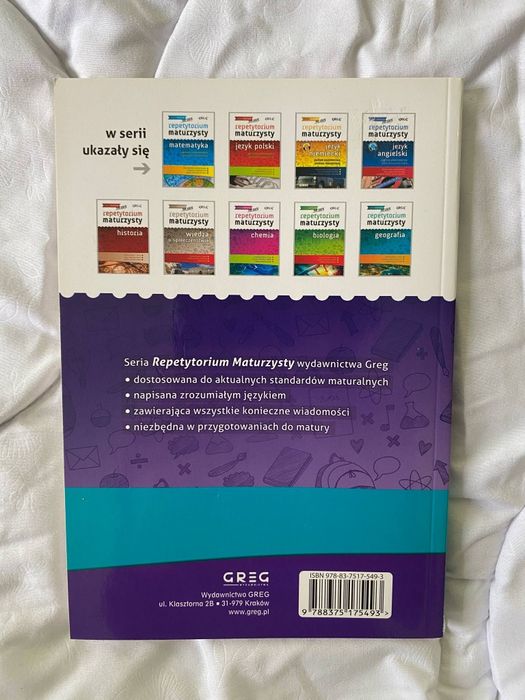 w serii
ukazały się
repetytorium
maturzysty
matematyka
repetytorium
maturzysty
język polski
repetytorium
maturzysty
język
niemiecki
repetytorium
maturzysty
język
angielski
repetytorium
maturzysty
historia
repetytorium
maturzysty
wiedza
o społeczeństwie
repetytorium
maturzysty
chemia
repetytorium
maturzysty
biologia
repetytorium
maturzysty
geografia
Seria Repetytorium Maturzysty wydawnictwa Greg
• dostosowana do aktualnych standardów maturalnych
• napisana zrozumiałym językiem
• zawierająca wszystkie konieczne wiadomości
• niezbędna w przygotowaniach do matury
GREG
WYDAWNICTWO
Wydawnictwo GREG
ul. Klasztorna 2B • 31-979 Kraków
www.greg.pl
ISBN 978-83-7517-549-3
9 788375 175493 >